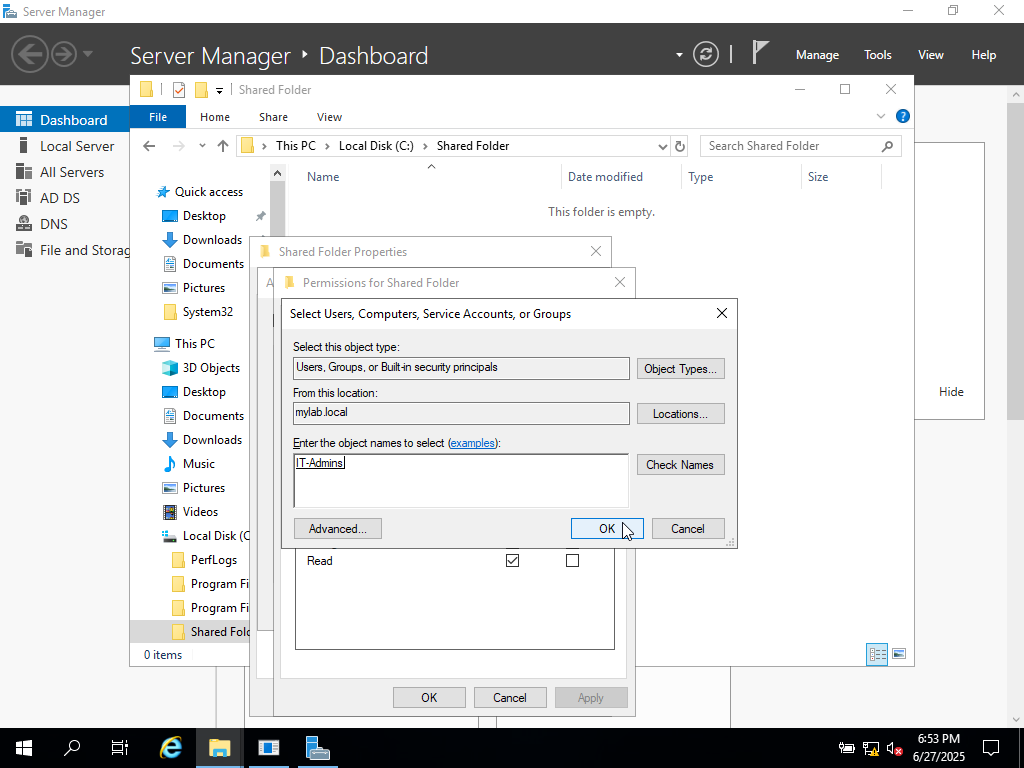 Server Manager
Server Manager ‣ Dashboard
Manage Tools View Help
Shared Folder
File Home Share View
This PC › Local Disk (C:) › Shared Folder
Search Shared Folder
Dashboard
Local Server
All Servers
AD DS
DNS
File and Storag
Quick access
Desktop
Downloads
Documents
Pictures
System32
This PC
3D Objects
Desktop
Documents
Downloads
Music
Pictures
Videos
Local Disk (C
PerfLogs
Program Fi
Program Fi
Shared Fold
0 items
Name Date modified Type Size
This folder is empty.
Hide
Shared Folder Properties
Permissions for Shared Folder
Select Users, Computers, Service Accounts, or Groups
Select this object type:
Users, Groups, or Built-in security principals
Object Types...
From this location:
mylab.local
Locations...
Enter the object names to select (examples):
IT-Admins
Check Names
Advanced...
OK
Cancel
Read
OK
Cancel
Apply
6:53 PM
6/27/2025